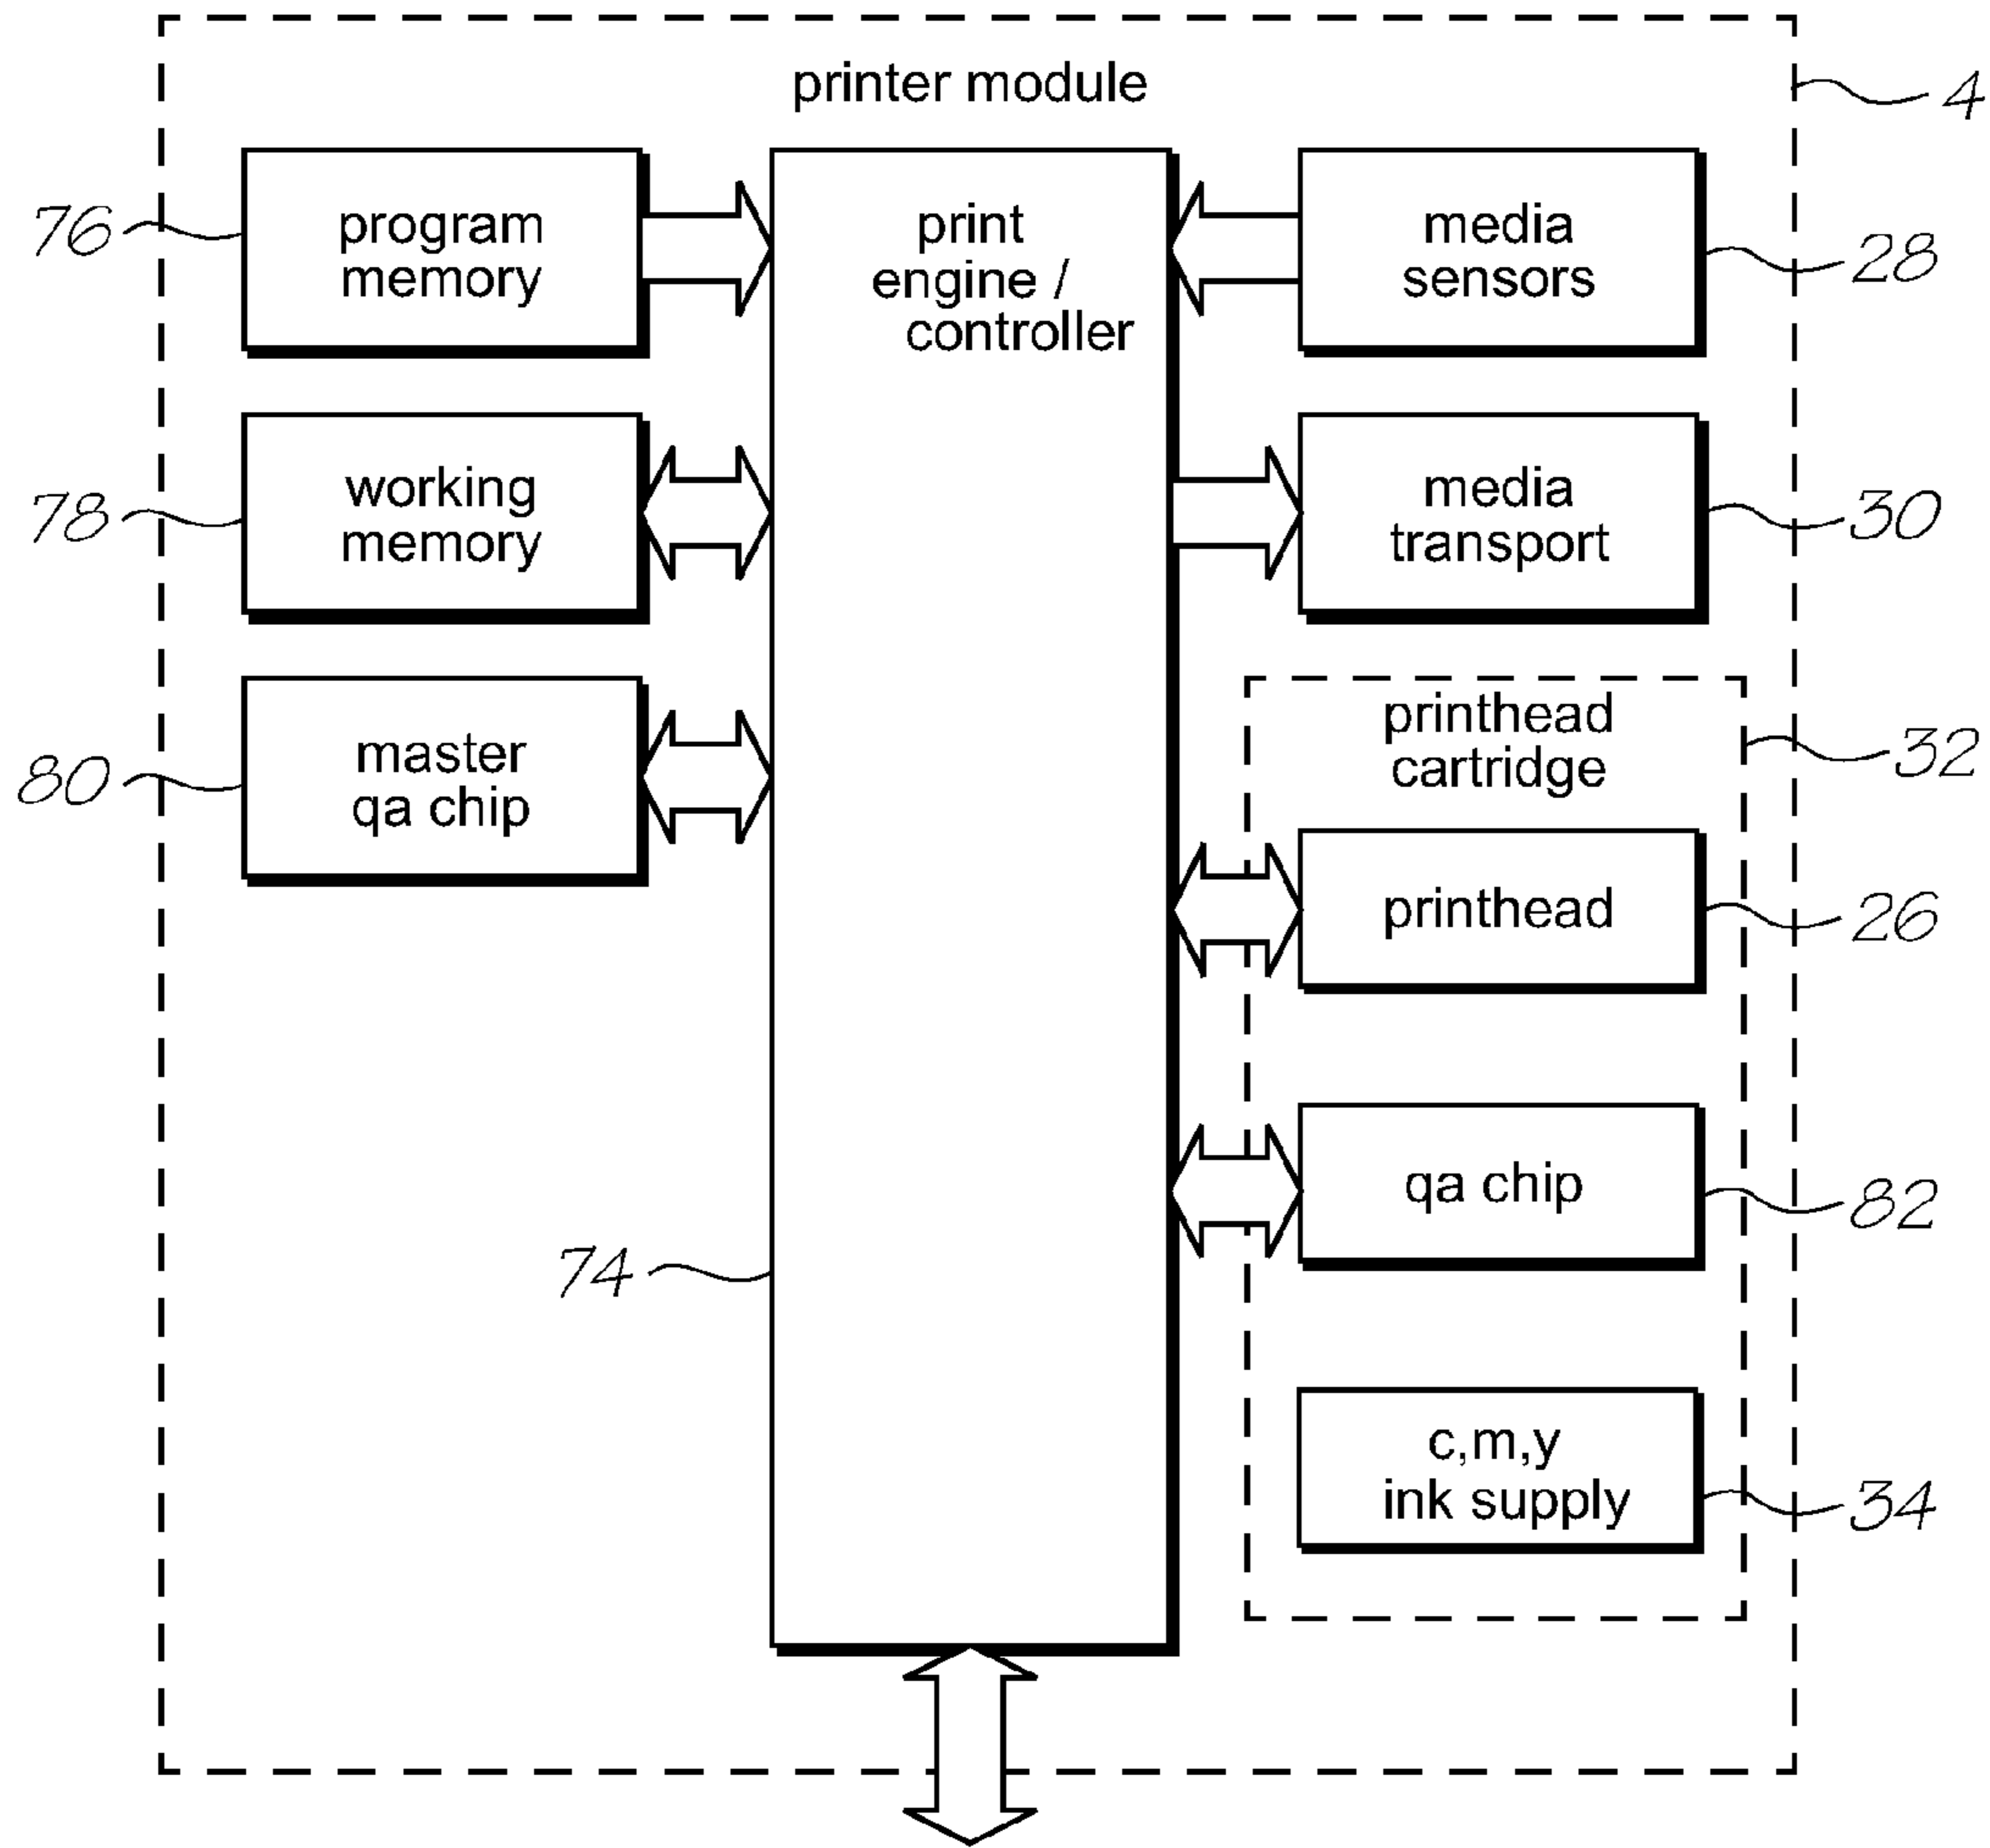 printer module
4
76
program
memory
print
engine /
controller
media
sensors
28
78
working
memory
media
transport
30
80
master
qa chip
printhead
cartridge
32
printhead
26
qa chip
82
74
c,m,y
ink supply
34